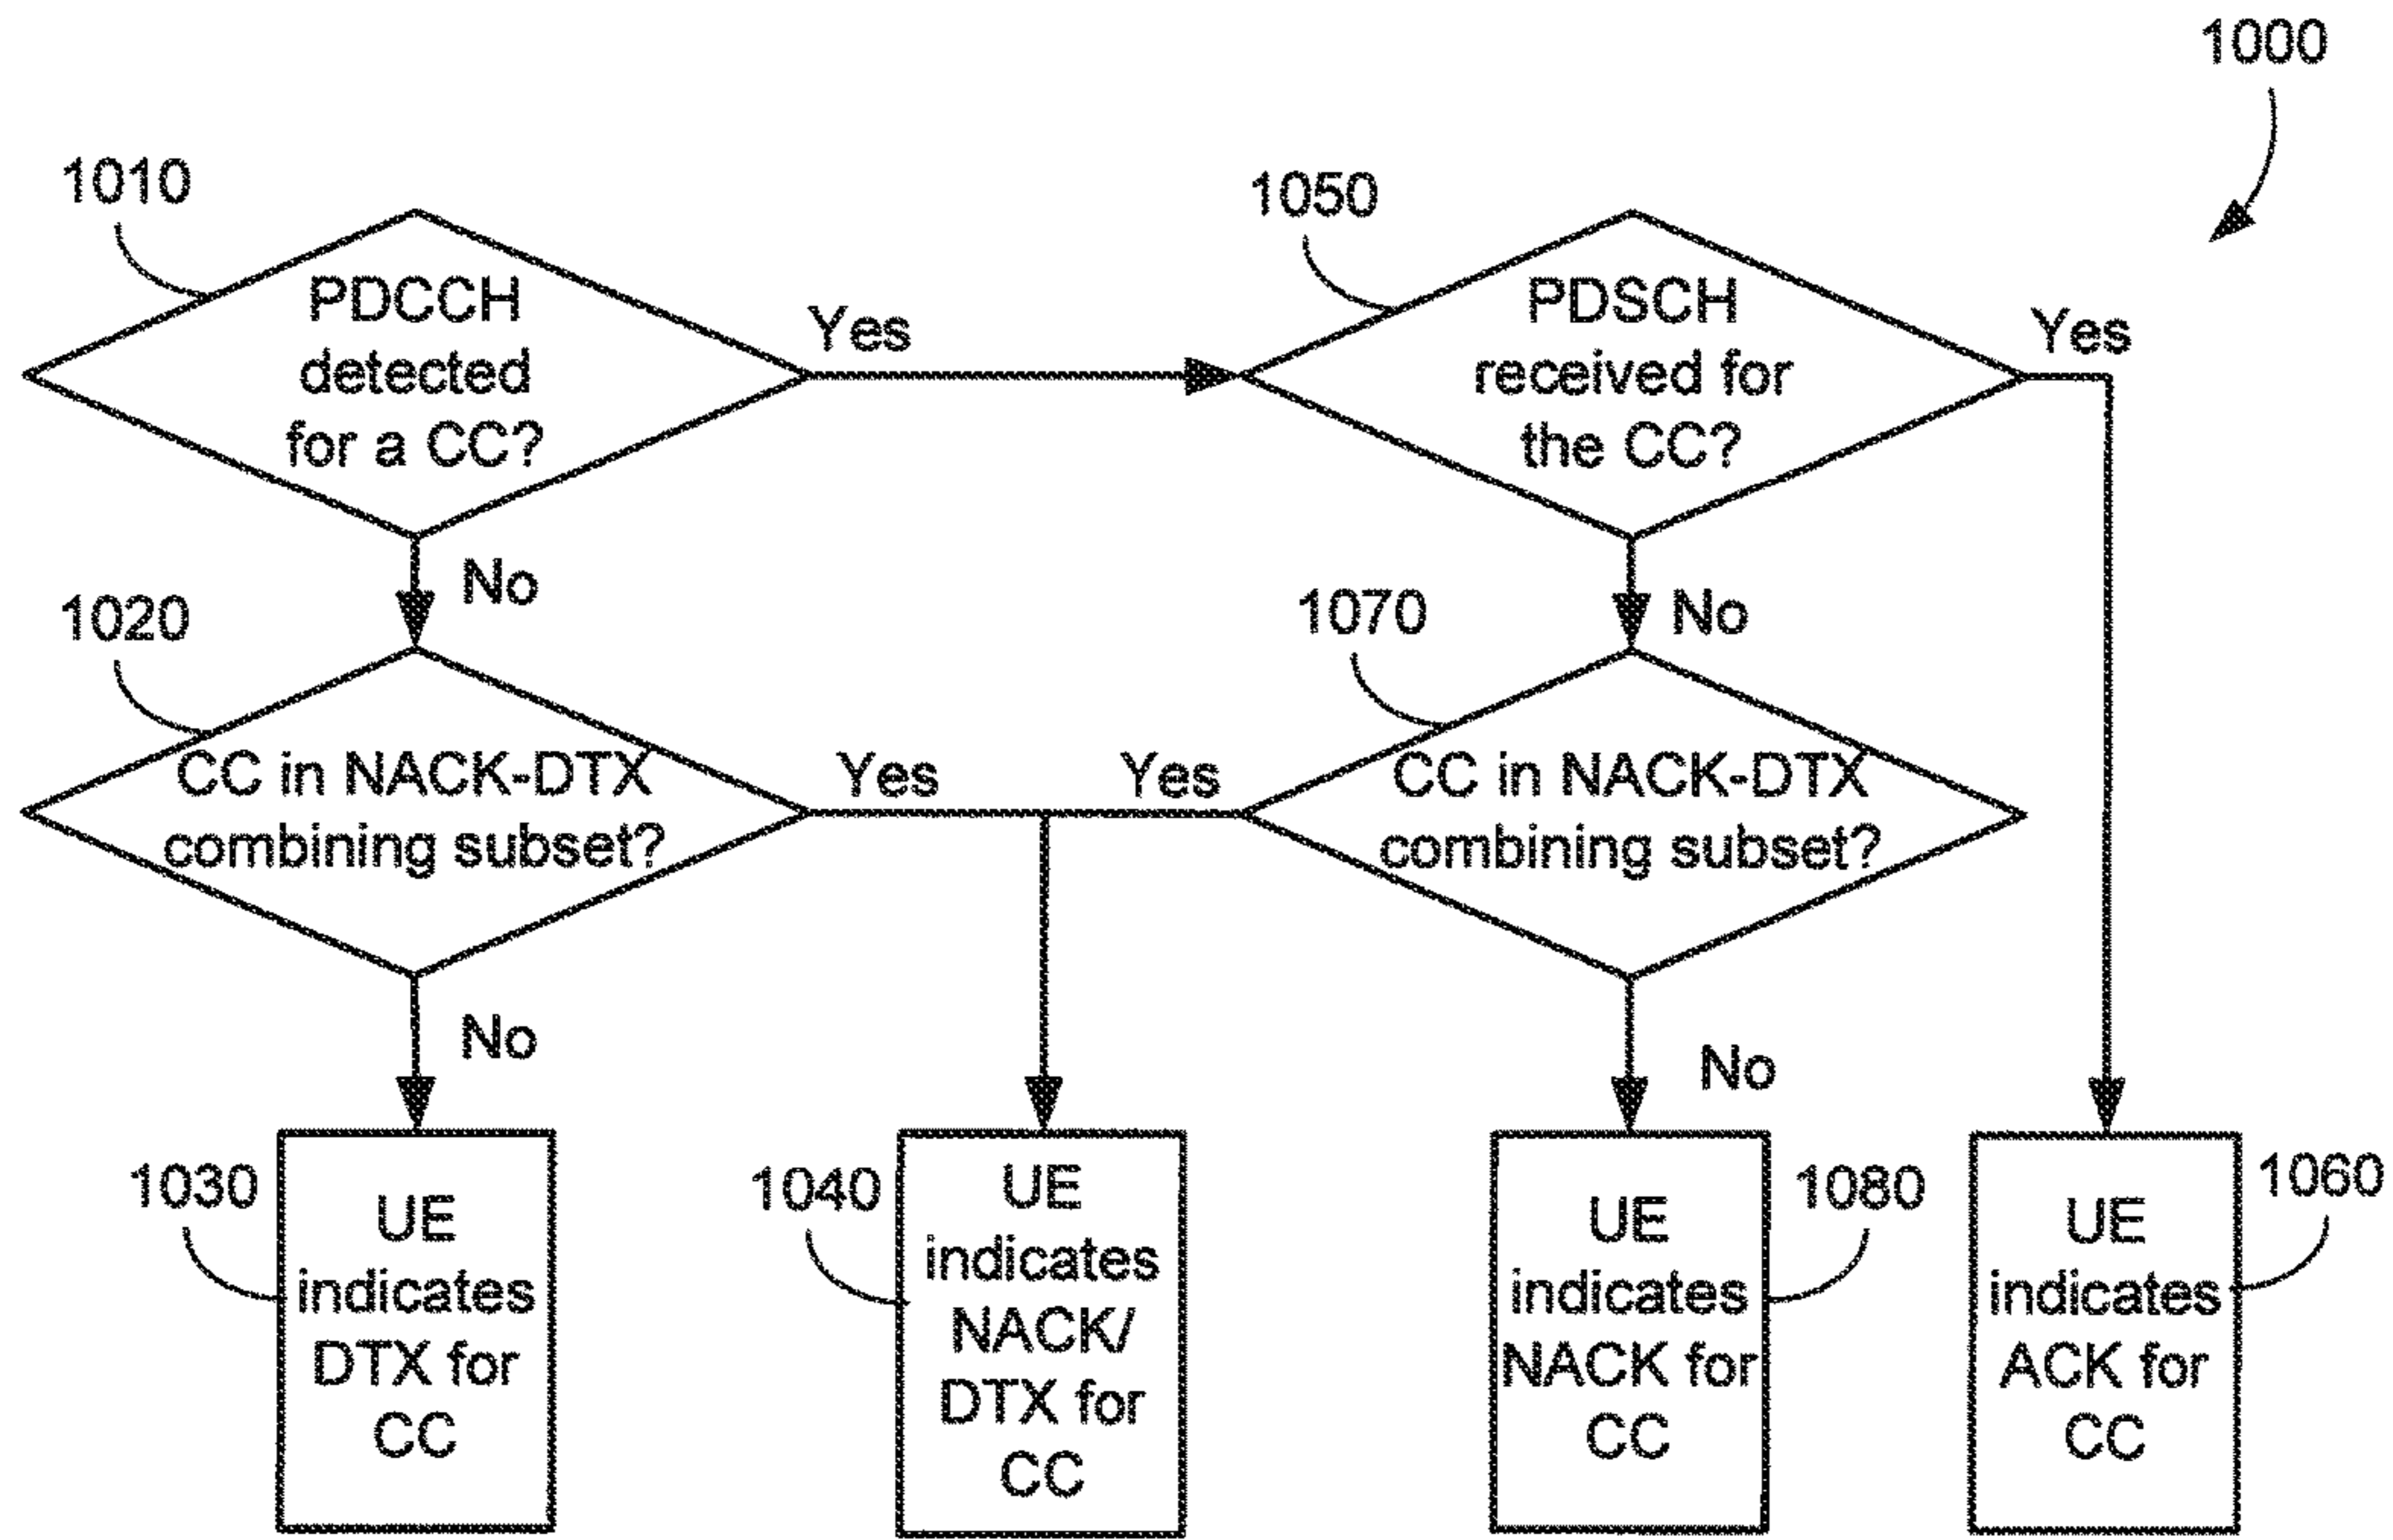 1000
1010
PDCCH
detected
for a CC?
Yes
1050
PDSCH
received for
the CC?
Yes
No
No
1020
CC in NACK-DTX
combining subset?
Yes
Yes
1070
CC in NACK-DTX
combining subset?
No
No
1030
UE
indicates
DTX for
CC
1040
UE
indicates
NACK/
DTX for
CC
1080
UE
indicates
NACK for
CC
1060
UE
indicates
ACK for
CC